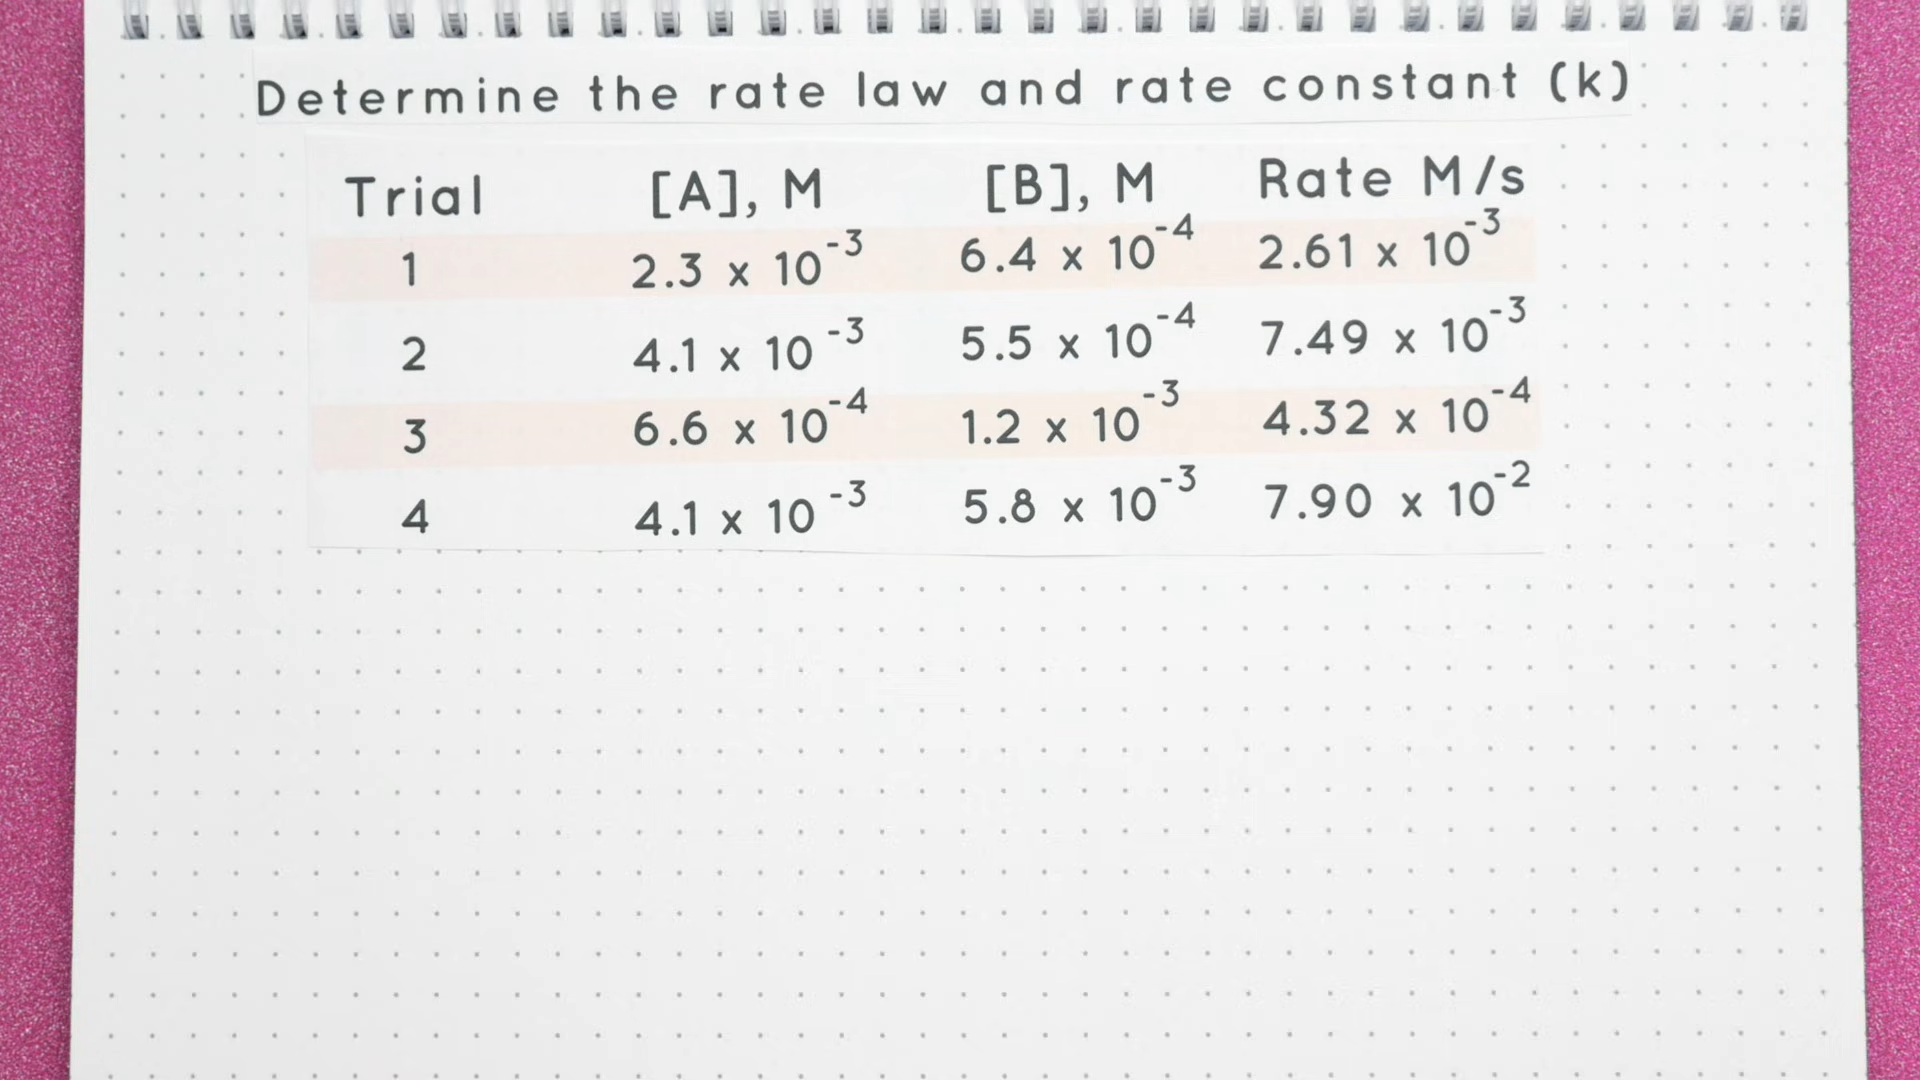 Determine the rate law and rate constant (k)
Trial [A], M [B], M Rate M/s
1 2.3 x 10⁻³ 6.4 x 10⁻⁴ 2.61 x 10⁻³
2 4.1 x 10⁻³ 5.5 x 10⁻⁴ 7.49 x 10⁻³
3 6.6 x 10⁻⁴ 1.2 x 10⁻³ 4.32 x 10⁻⁴
4 4.1 x 10⁻³ 5.8 x 10⁻³ 7.90 x 10⁻²